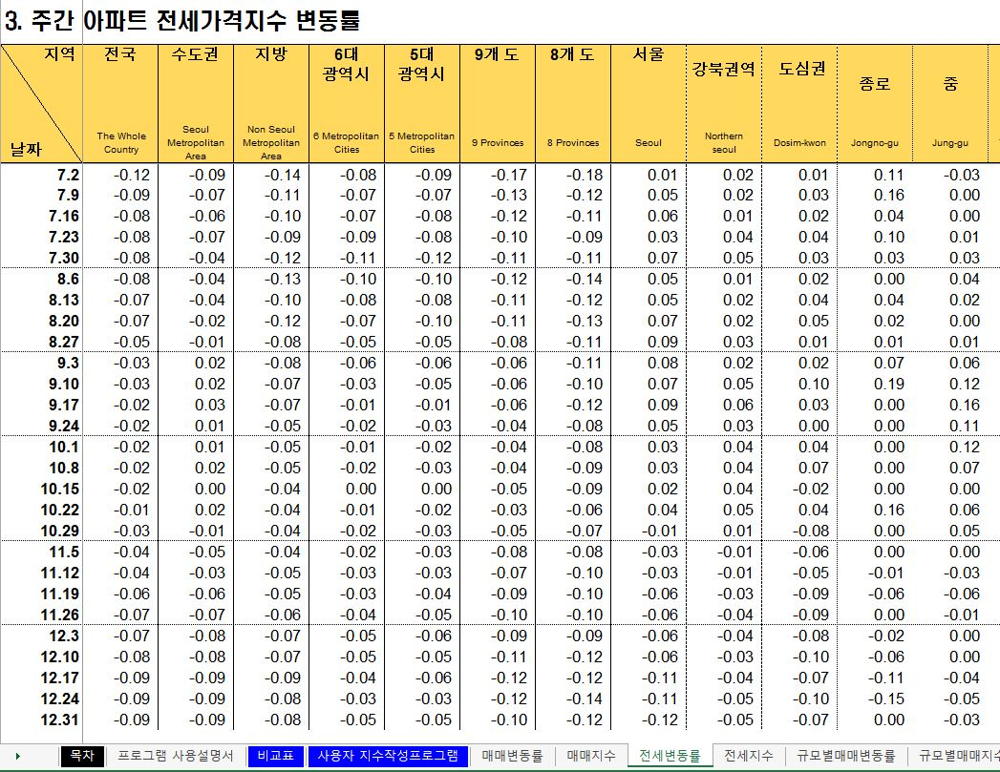 3. 주간 아파트 전세가격지수 변동률
지역 전국 수도권 지방 6대 광역시 5대 광역시 9개 도 8개 도 서울 강북권역 도심권 종로 중
날짜 The Whole Country Seoul Metropolitan Area Non Seoul Metropolitan Area 6 Metropolitan Cities 5 Metropolitan Cities 9 Provinces 8 Provinces Seoul Northern seoul Dosim-kwon Jongno-gu Jung-gu
7.2 -0.12 -0.09 -0.14 -0.08 -0.09 -0.17 -0.18 0.01 0.02 0.01 0.11 -0.03
7.9 -0.09 -0.07 -0.11 -0.07 -0.07 -0.13 -0.12 0.05 0.02 0.03 0.16 0.00
7.16 -0.08 -0.06 -0.10 -0.07 -0.08 -0.12 -0.11 0.06 0.01 0.02 0.04 0.00
7.23 -0.08 -0.07 -0.09 -0.09 -0.08 -0.10 -0.09 0.03 0.04 0.04 0.10 0.01
7.30 -0.08 -0.04 -0.12 -0.11 -0.12 -0.11 -0.11 0.07 0.05 0.03 0.03 0.03
8.6 -0.08 -0.04 -0.13 -0.10 -0.10 -0.12 -0.14 0.05 0.01 0.02 0.00 0.04
8.13 -0.07 -0.04 -0.10 -0.08 -0.08 -0.11 -0.12 0.05 0.02 0.04 0.04 0.02
8.20 -0.07 -0.02 -0.12 -0.07 -0.10 -0.11 -0.13 0.07 0.02 0.05 0.02 0.00
8.27 -0.05 -0.01 -0.08 -0.05 -0.05 -0.08 -0.11 0.09 0.03 0.01 0.01 0.01
9.3 -0.03 0.02 -0.08 -0.06 -0.06 -0.06 -0.11 0.08 0.02 0.02 0.07 0.06
9.10 -0.03 0.02 -0.07 -0.03 -0.05 -0.06 -0.10 0.07 0.05 0.10 0.19 0.12
9.17 -0.02 0.03 -0.07 -0.01 -0.01 -0.06 -0.12 0.09 0.06 0.03 0.00 0.16
9.24 -0.02 0.01 -0.05 -0.02 -0.03 -0.04 -0.08 0.05 0.03 0.03 0.00 0.11
10.1 -0.02 0.01 -0.05 -0.01 -0.02 -0.04 -0.08 0.03 0.04 0.04 0.00 0.12
10.8 -0.02 0.02 -0.05 -0.02 -0.03 -0.04 -0.09 0.03 0.04 0.07 0.00 0.07
10.15 -0.02 0.00 -0.04 0.00 0.00 -0.05 -0.09 0.02 0.04 -0.02 0.00 0.00
10.22 -0.01 0.02 -0.04 -0.02 -0.02 -0.03 -0.06 0.04 0.05 0.04 0.16 0.06
10.29 -0.03 -0.01 -0.04 -0.02 -0.03 -0.05 -0.07 -0.01 0.01 -0.08 0.00 0.05
11.5 -0.04 -0.05 -0.04 -0.02 -0.03 -0.08 -0.08 -0.03 -0.01 -0.06 0.00 0.00
11.12 -0.04 -0.03 -0.05 -0.03 -0.03 -0.07 -0.10 -0.03 -0.01 -0.05 -0.01 -0.03
11.19 -0.06 -0.06 -0.05 -0.03 -0.04 -0.09 -0.10 -0.06 -0.03 -0.09 -0.06 -0.06
11.26 -0.07 -0.07 -0.06 -0.04 -0.05 -0.10 -0.10 -0.06 -0.04 -0.09 0.00 -0.01
12.3 -0.07 -0.08 -0.07 -0.05 -0.06 -0.09 -0.09 -0.06 -0.04 -0.08 -0.02 0.00
12.10 -0.08 -0.08 -0.07 -0.05 -0.05 -0.11 -0.12 -0.06 -0.03 -0.10 -0.06 0.00
12.17 -0.09 -0.09 -0.09 -0.04 -0.06 -0.12 -0.12 -0.11 -0.04 -0.07 -0.11 -0.04
12.24 -0.09 -0.09 -0.08 -0.03 -0.03 -0.12 -0.14 -0.11 -0.05 -0.10 -0.15 -0.05
12.31 -0.09 -0.09 -0.08 -0.05 -0.05 -0.10 -0.12 -0.12 -0.05 -0.07 0.00 -0.03
목차 프로그램 사용설명서 비교표 사용자 지수작성프로그램 매매변동률 매매지수 전세변동률 전세지수 규모별매매변동률 규모별매매지수